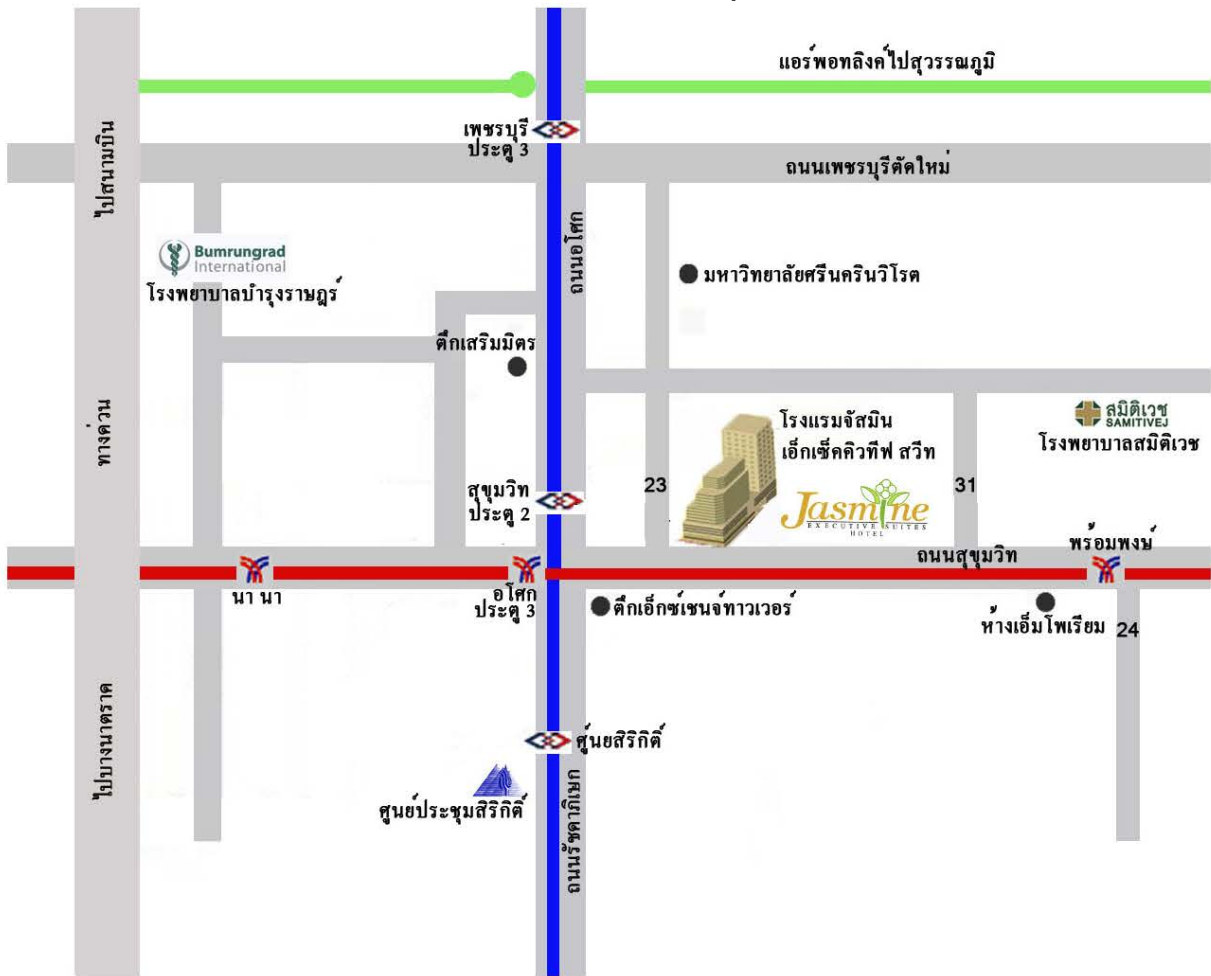 แอร์พอทลิงค์ไปสุวรรณภูมิ
เพชรบุรี
ประตู 3
ถนนเพชรบุรีตัดใหม่
ไปสนามบิน
ถนนอโศก
Bumrungrad
International
โรงพยาบาลบำรุงราษฎร์
มหาวิทยาลัยศรีนครินวิโรต
ตึกเสริมมิตร
ทางด่วน
โรงแรมจัสมิน
เอ็กเซ็คคิวทีฟ สวีท
สมิติเวช
SAMITIVEJ
โรงพยาบาลสมิติเวช
สุขุมวิท
ประตู 2
23
Jasmine
EXECUTIVE SUITES
HOTEL
31
พร้อมพงษ์
ถนนสุขุมวิท
นา นา
อโศก
ประตู 3
ตึกเอ็กซ์เชนจ์ทาวเวอร์
ห้างเอ็มโพเรียม
24
ไปบางนาตราด
ศูนยสิริกิติ์
ศูนย์ประชุมสิริกิติ์
ถนนรัชดาภิเษก